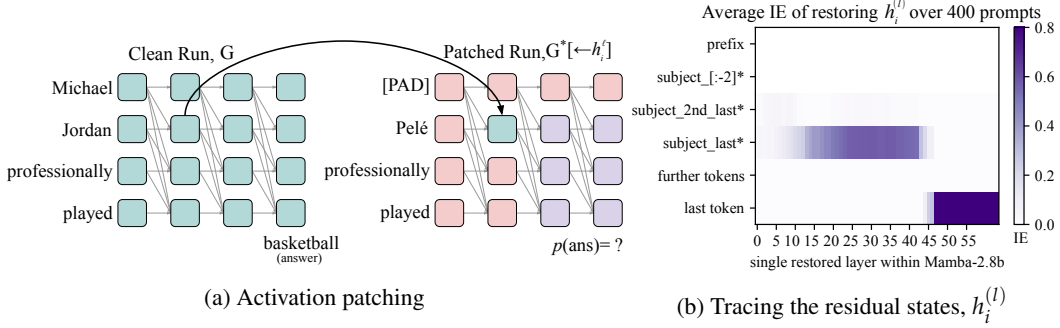 Clean Run, G
Patched Run,G*[←hᵢˡ]
Michael
Jordan
professionally
played
basketball
(answer)
[PAD]
Pelé
professionally
played
p(ans)= ?
(a) Activation patching
Average IE of restoring hᵢ⁽ˡ⁾ over 400 prompts
prefix
subject_[:-2]*
subject_2nd_last*
subject_last*
further tokens
last token
0 5 10 15 20 25 30 35 40 45 50 55
single restored layer within Mamba-2.8b
0.8
0.6
0.4
0.2
0.0
IE
(b) Tracing the residual states, hᵢ⁽ˡ⁾